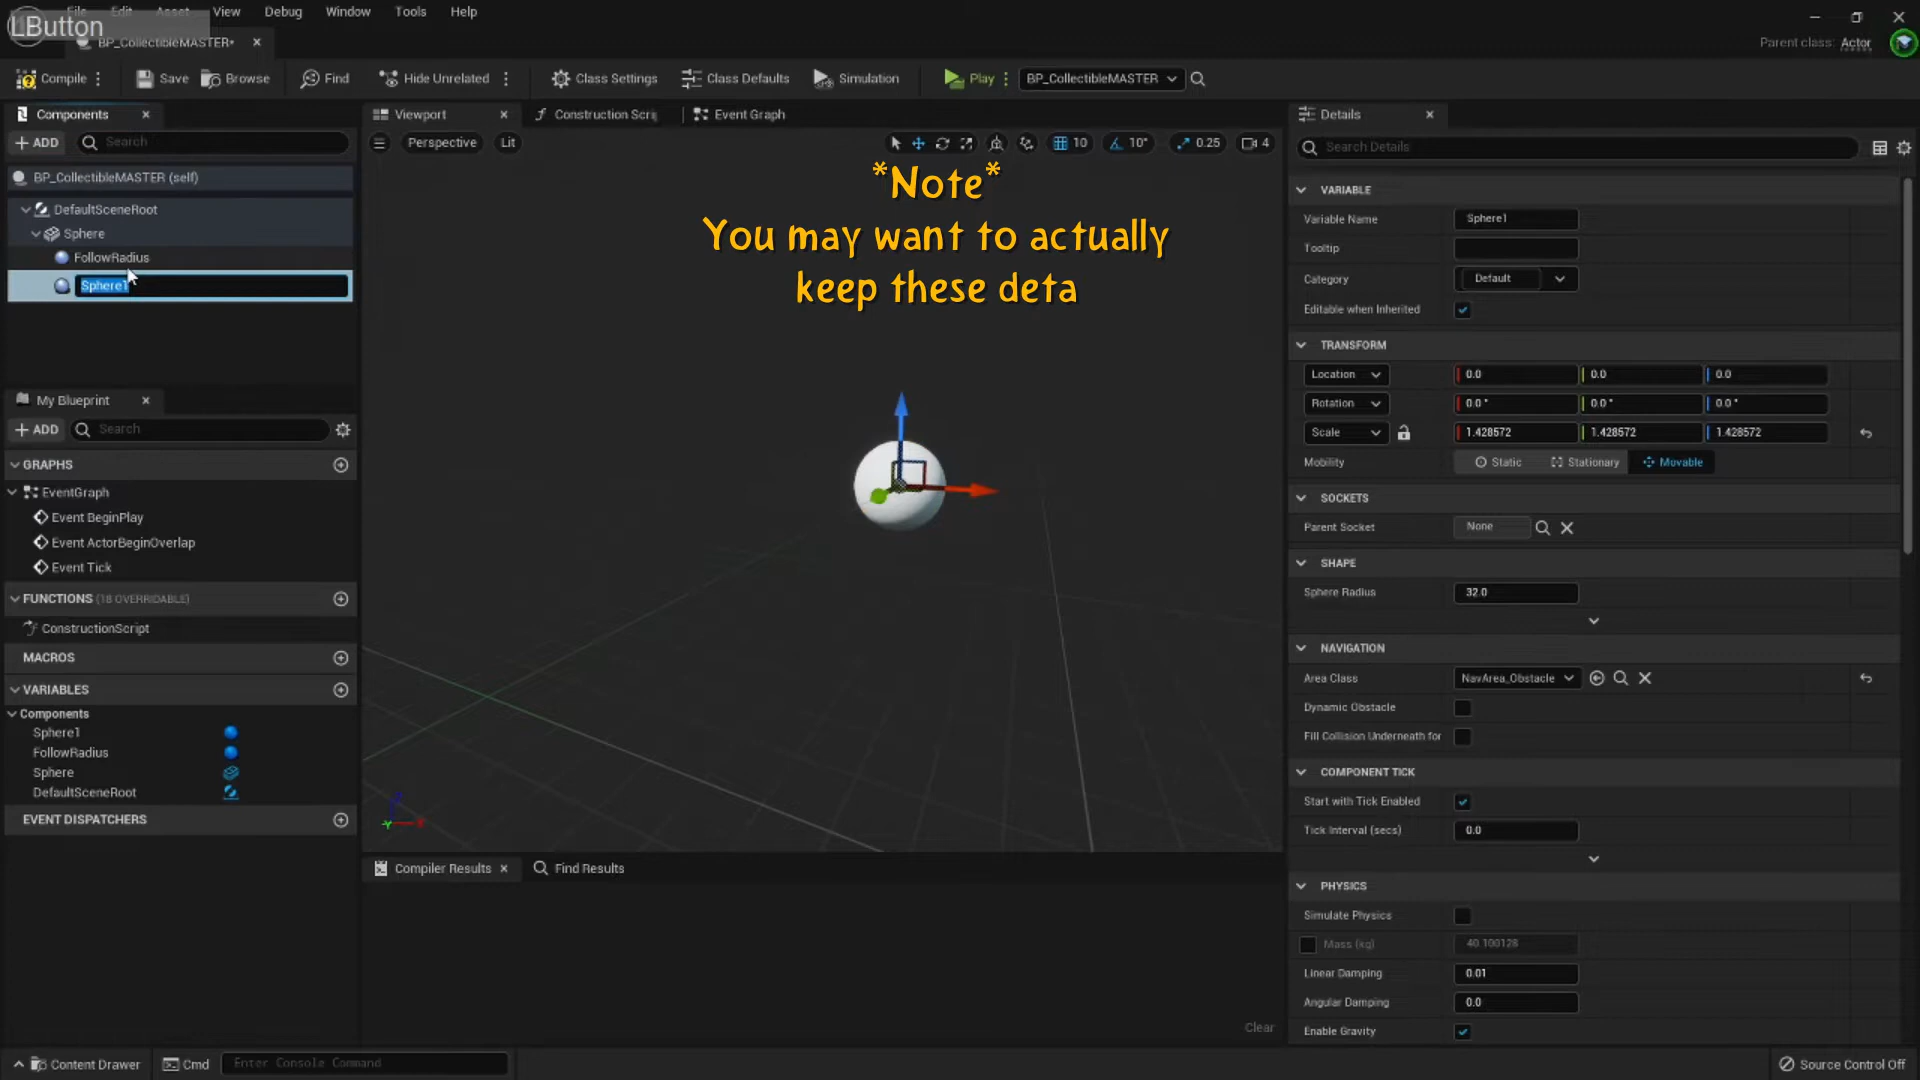 File Edit Asset View Debug Window Tools Help
LButton
BP_CollectibleMASTER*
Parent class: Actor
Compile Save Browse Find Hide Unrelated Class Settings Class Defaults Simulation Play BP_CollectibleMASTER
Components
Viewport
Construction Scrip
Event Graph
Details
ADD Search
Perspective Lit
10 10° 0.25 4
Search Details
BP_CollectibleMASTER (self)
DefaultSceneRoot
Sphere
FollowRadius
Sphere1
*Note*
You may want to actually
keep these deta
My Blueprint
ADD Search
GRAPHS
EventGraph
Event BeginPlay
Event ActorBeginOverlap
Event Tick
FUNCTIONS (18 OVERRIDABLE)
ConstructionScript
MACROS
VARIABLES
Components
Sphere1
FollowRadius
Sphere
DefaultSceneRoot
EVENT DISPATCHERS
Compiler Results Find Results
Clear
VARIABLE
Variable Name Sphere1
Tooltip
Category Default
Editable when Inherited
TRANSFORM
Location 0.0 0.0 0.0
Rotation 0.0 ° 0.0 ° 0.0 °
Scale 1.428572 1.428572 1.428572
Mobility Static Stationary Movable
SOCKETS
Parent Socket None
SHAPE
Sphere Radius 32.0
NAVIGATION
Area Class NavArea_Obstacle
Dynamic Obstacle
Fill Collision Underneath for
COMPONENT TICK
Start with Tick Enabled
Tick Interval (secs) 0.0
PHYSICS
Simulate Physics
Mass (kg) 40.100128
Linear Damping 0.01
Angular Damping 0.0
Enable Gravity
Content Drawer Cmd Enter Console Command
Source Control Off